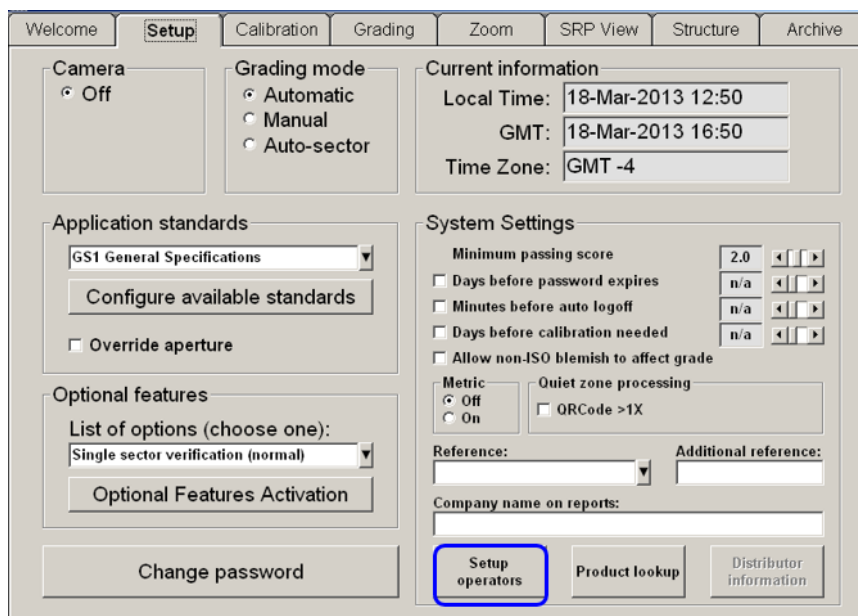 Welcome
Setup
Calibration
Grading
Zoom
SRP View
Structure
Archive
Camera
Off
Grading mode
Automatic
Manual
Auto-sector
Current information
Local Time: 18-Mar-2013 12:50
GMT: 18-Mar-2013 16:50
Time Zone: GMT -4
Application standards
GS1 General Specifications
Configure available standards
Override aperture
Optional features
List of options (choose one):
Single sector verification (normal)
Optional Features Activation
Change password
System Settings
Minimum passing score 2.0
Days before password expires n/a
Minutes before auto logoff n/a
Days before calibration needed n/a
Allow non-ISO blemish to affect grade
Metric
Off
On
Quiet zone processing
QRCode >1X
Reference:
Additional reference:
Company name on reports:
Setup
operators
Product lookup
Distributor
information